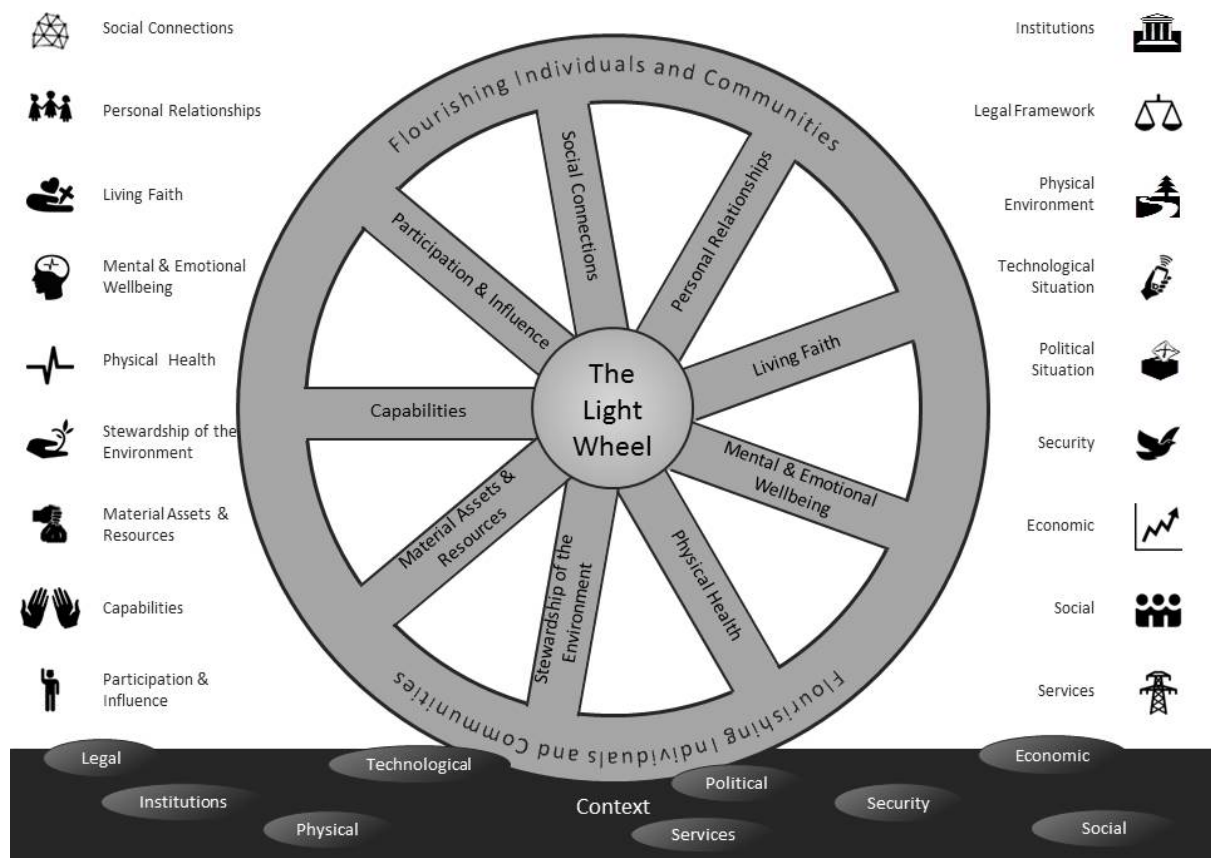 Social Connections
Personal Relationships
Living Faith
Mental & Emotional
Wellbeing
Physical Health
Stewardship of the
Environment
Material Assets &
Resources
Capabilities
Participation &
Influence
Flourishing Individuals and Communities
Social Connections
Personal Relationships
Living Faith
Mental & Emotional
Wellbeing
Physical Health
Stewardship of the
Environment
Material Assets &
Resources
Capabilities
Participation & Influence
The
Light
Wheel
Flourishing Individuals and Communities
Institutions
Legal Framework
Physical
Environment
Technological
Situation
Political
Situation
Security
Economic
Social
Services
Legal
Technological
Economic
Political
Institutions
Context
Security
Physical
Services
Social